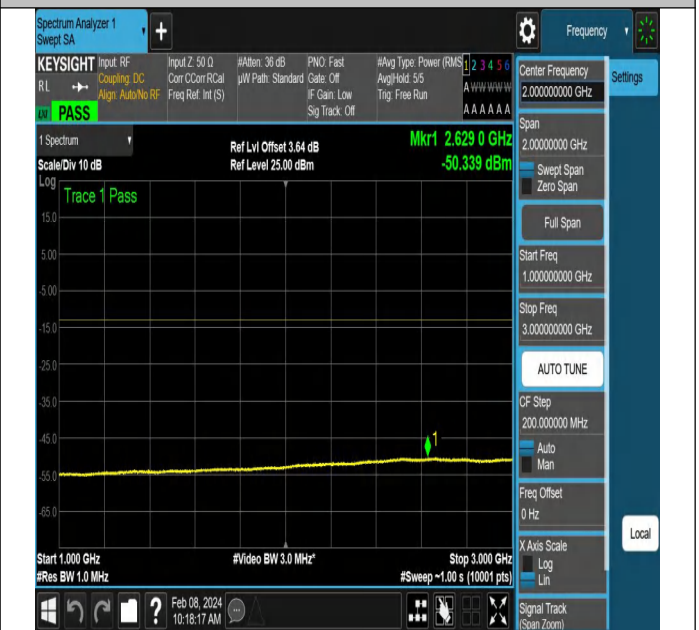 Spectrum Analyzer 1
Swept SA
+
Frequency
KEYSIGHT
RL
PASS
Input: RF
Coupling: DC
Align: Auto/No RF
Input Z: 50 Ω
Corr CCorr RCal
Freq Ref: Int (S)
#Atten: 36 dB
µW Path: Standard
PNO: Fast
Gate: Off
IF Gain: Low
Sig Track: Off
#Avg Type: Power (RMS
Avg|Hold: 5/5
Trig: Free Run
1 2 3 4 5 6
A W W W W W
A A A A A A
1 Spectrum
Scale/Div 10 dB
Log
Ref Lvl Offset 3.64 dB
Ref Level 25.00 dBm
Mkr1 2.629 0 GHz
-50.339 dBm
Trace 1 Pass
15.0
5.00
-5.00
-15.0
-25.0
-35.0
-45.0
-55.0
-65.0
1
Start 1.000 GHz
#Res BW 1.0 MHz
#Video BW 3.0 MHz*
Stop 3.000 GHz
#Sweep ~1.00 s (10001 pts)
?
Feb 08, 2024
10:18:17 AM
Center Frequency
2.000000000 GHz
Settings
Span
2.00000000 GHz
Swept Span
Zero Span
Full Span
Start Freq
1.000000000 GHz
Stop Freq
3.000000000 GHz
AUTO TUNE
CF Step
200.000000 MHz
Auto
Man
Freq Offset
0 Hz
Local
X Axis Scale
Log
Lin
Signal Track
(Span Zoom)